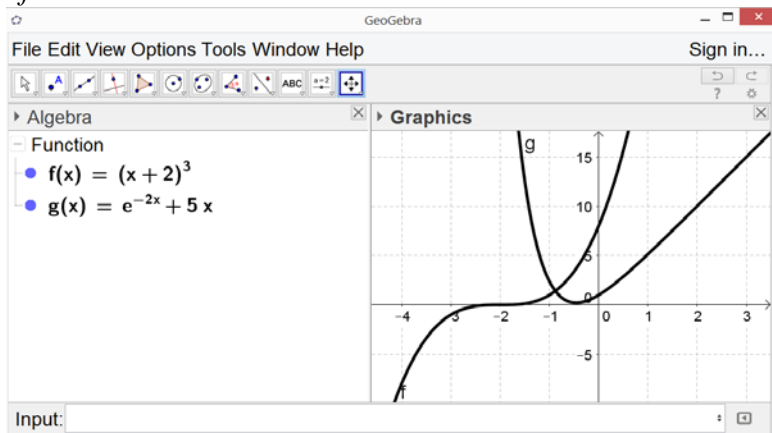 GeoGebra
File Edit View Options Tools Window Help Sign in...
ABC a=2 ?
Algebra Graphics
Function
f(x) = (x + 2)³
g(x) = e⁻²ˣ + 5 x
g
15
10
5
0
-4 -3 -2 -1 0 1 2 3
-5
f
Input: